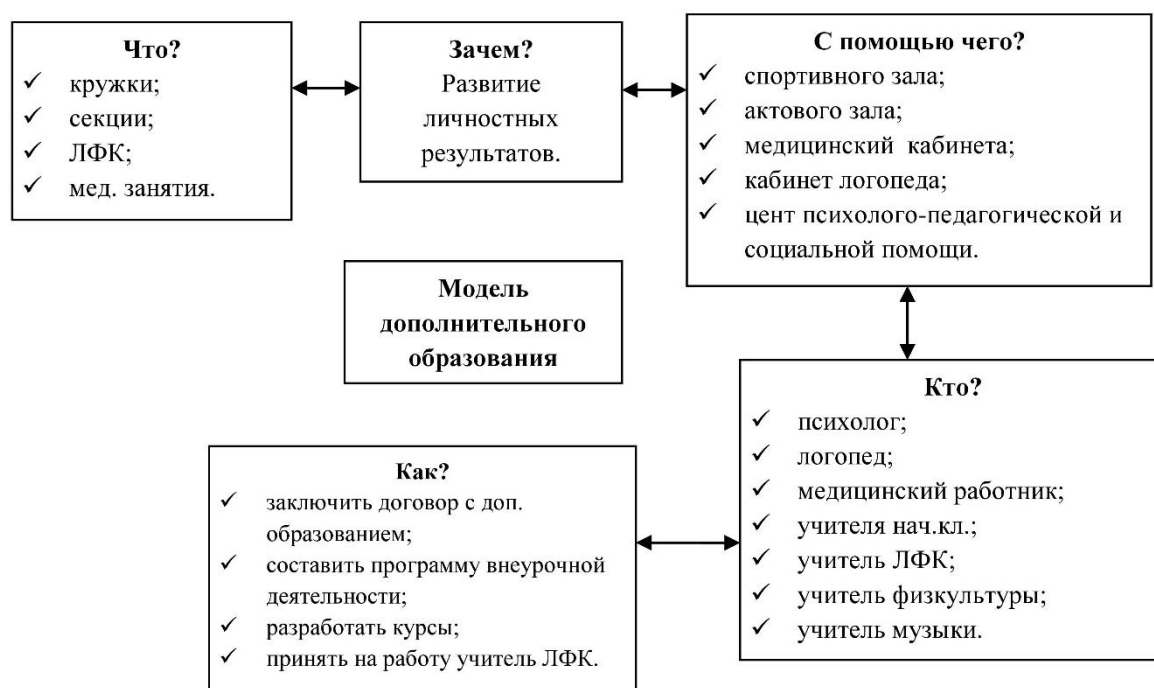 Что?
✓ кружки;
✓ секции;
✓ ЛФК;
✓ мед. занятия.
Зачем?
Развитие
личностных
результатов.
С помощью чего?
✓ спортивного зала;
✓ актового зала;
✓ медицинский кабинета;
✓ кабинет логопеда;
✓ цент психолого-педагогической и
социальной помощи.
Модель
дополнительного
образования
Кто?
✓ психолог;
✓ логопед;
✓ медицинский работник;
✓ учителя нач.кл.;
✓ учитель ЛФК;
✓ учитель физкультуры;
✓ учитель музыки.
Как?
✓ заключить договор с доп.
образованием;
✓ составить программу внеурочной
деятельности;
✓ разработать курсы;
✓ принять на работу учитель ЛФК.